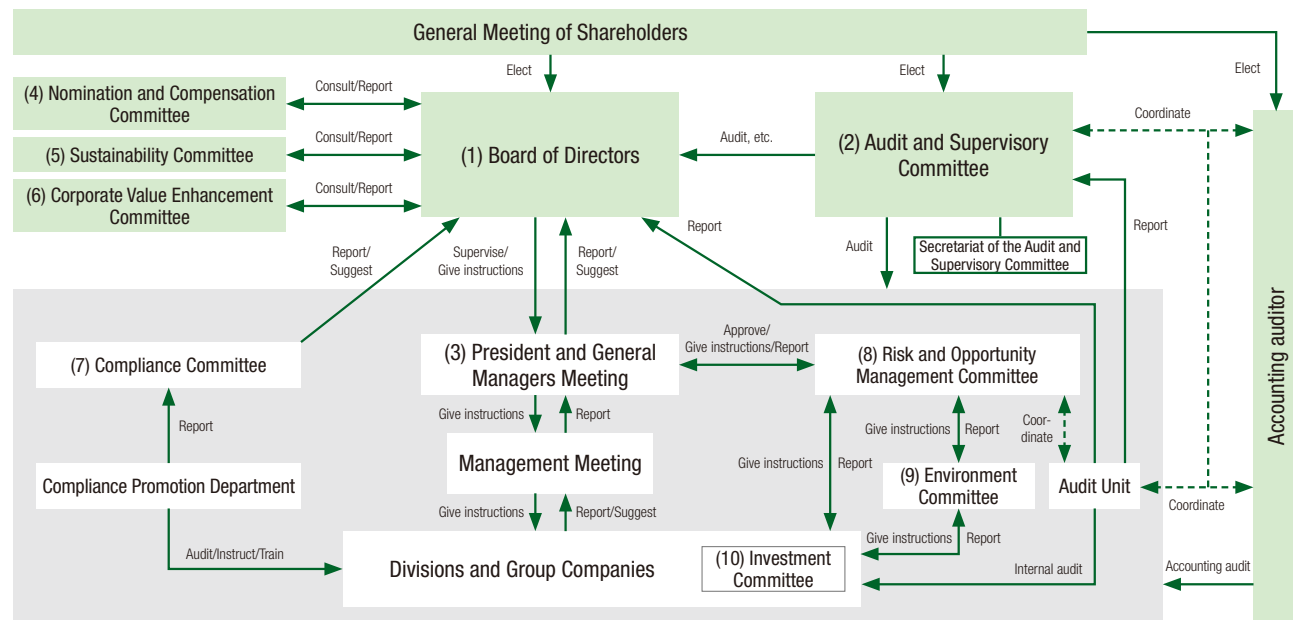 General Meeting of Shareholders
Elect
Elect
Elect
(4) Nomination and Compensation
Committee
Consult/Report
(5) Sustainability Committee
Consult/Report
(6) Corporate Value Enhancement
Committee
Consult/Report
(1) Board of Directors
Audit, etc.
(2) Audit and Supervisory
Committee
Coordinate
Report/
Suggest
Supervise/
Give instructions
Report/
Suggest
Report
Audit
Secretariat of the Audit and
Supervisory Committee
Report
Accounting auditor
(7) Compliance Committee
(3) President and General
Managers Meeting
Approve/
Give instructions/Report
(8) Risk and Opportunity
Management Committee
Report
Give instructions
Report
Give instructions
Report
Coor-
dinate
Compliance Promotion Department
Management Meeting
Give instructions
Report
(9) Environment
Committee
Audit Unit
Coordinate
Give instructions
Report/Suggest
Audit/Instruct/Train
Divisions and Group Companies
(10) Investment
Committee
Give instructions
Report
Internal audit
Accounting audit